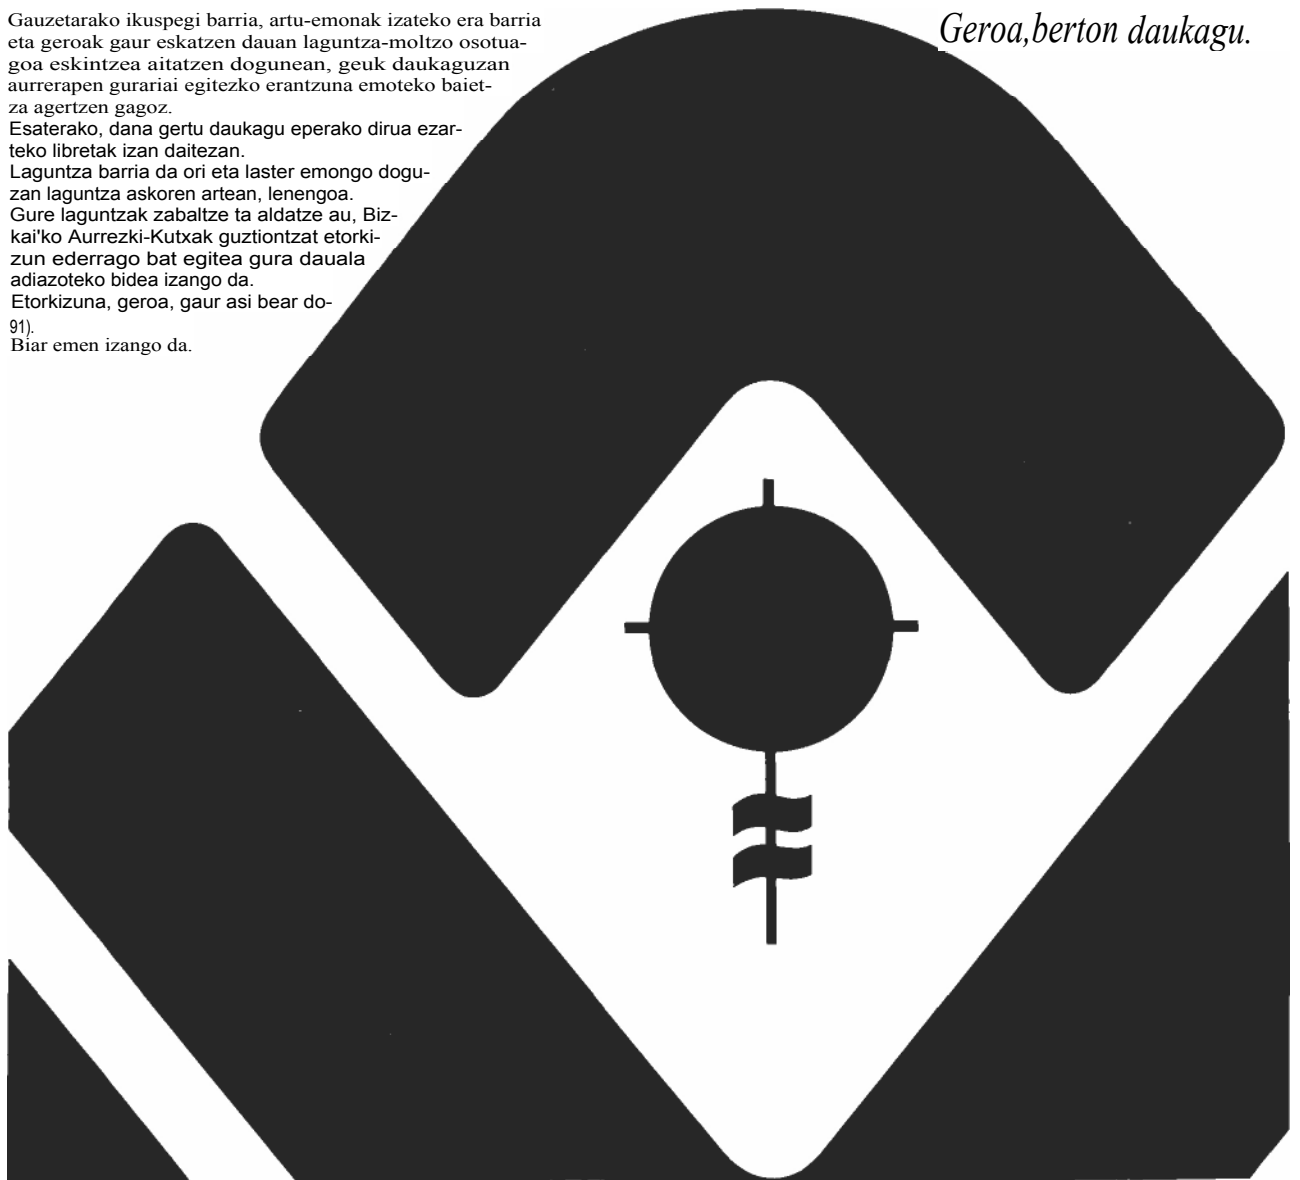 Gauzetarako ikuspegi barria, artu-emonak izateko era barria
eta geroak gaur eskatzen dauan laguntza-moltzo osotua-
goa eskintzea aitatzen dogunean, geuk daukaguzan
aurrerapen gurariai egitezko erantzuna emoteko baiet-
za agertzen gagoz.
Esaterako, dana gertu daukagu eperako dirua ezar-
teko libretak izan daitezan.
Laguntza barria da ori eta laster emongo dogu-
zan laguntza askoren artean, lenengoa.
Gure laguntzak zabaltze ta aldatze au, Biz-
kai'ko Aurrezki-Kutxak guztiontzat etorki-
zun ederrago bat egitea gura dauala
adiazoteko bidea izango da.
Etorkizuna, geroa, gaur asi bear do-
91).
Biar emen izango da.
Geroa,berton daukagu.